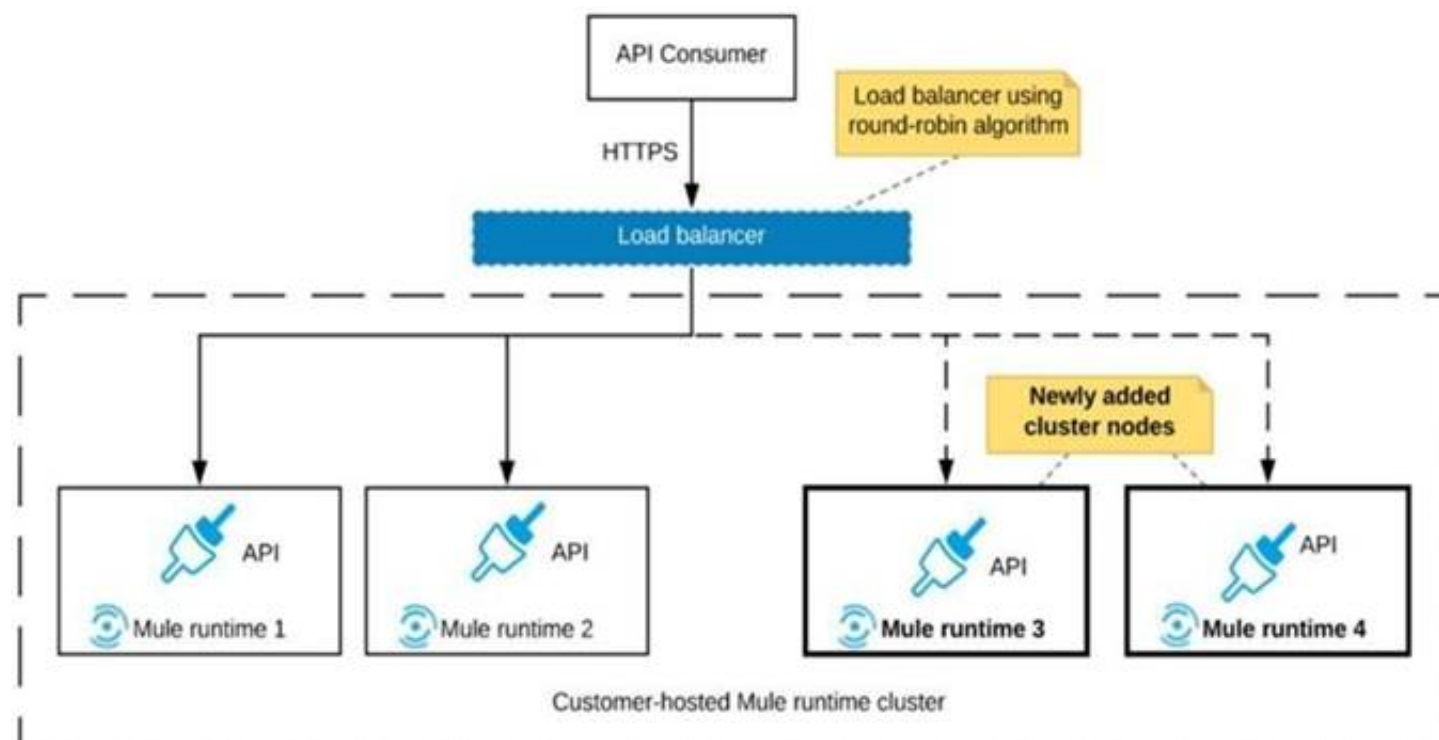 API Consumer
Load balancer using
round-robin algorithm
HTTPS
Load balancer
Newly added
cluster nodes
API
Mule runtime 1
API
Mule runtime 2
API
Mule runtime 3
API
Mule runtime 4
Customer-hosted Mule runtime cluster